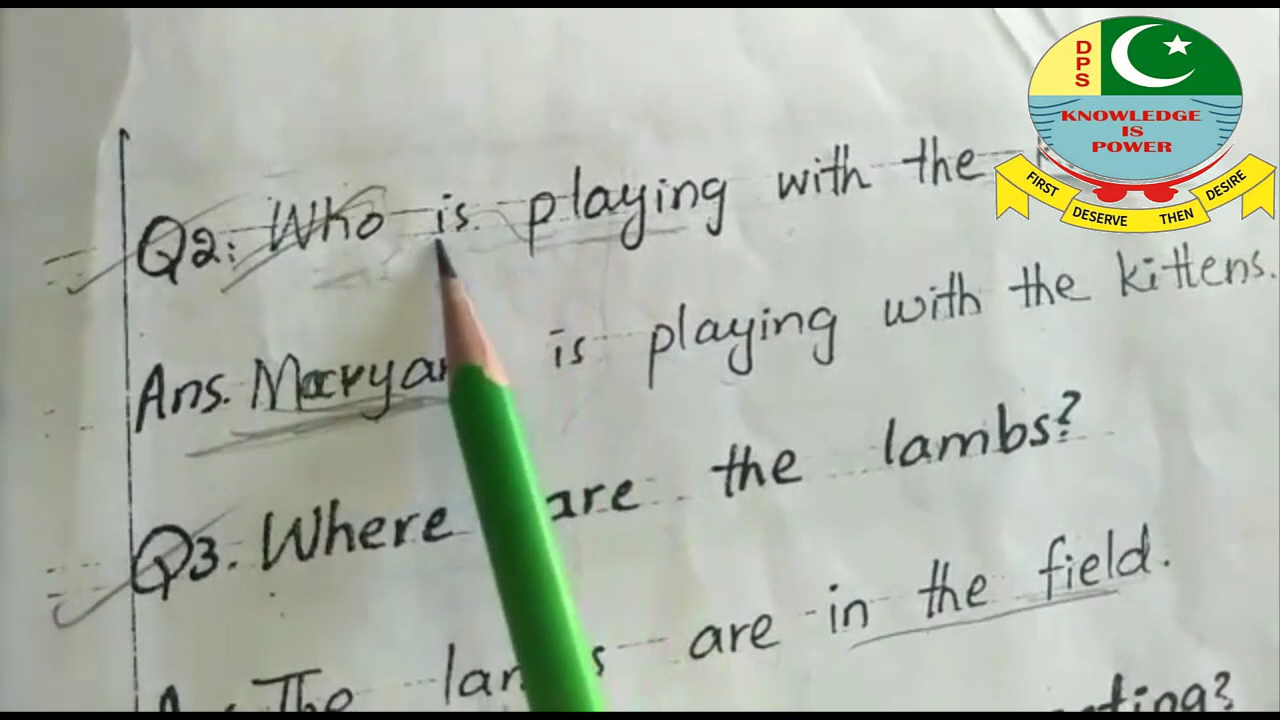 DPS
KNOWLEDGE
IS
POWER
FIRST
DESERVE
THEN
DESIRE
Q2: Who is playing with the
Ans. is playing with the kittens.
Q3. Where are the lambs?
The are in the field.